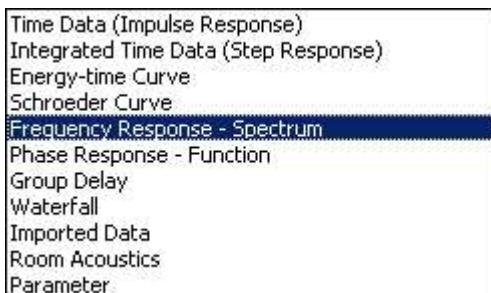 Time Data (Impulse Response)
Integrated Time Data (Step Response)
Energy-time Curve
Schroeder Curve
Frequency Response - Spectrum
Phase Response - Function
Group Delay
Waterfall
Imported Data
Room Acoustics
Parameter